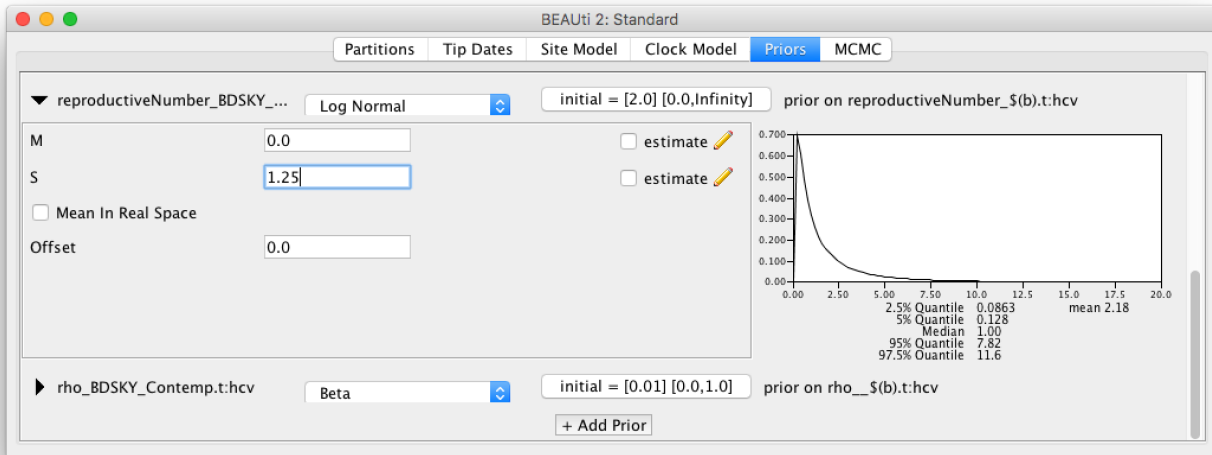 BEAUti 2: Standard
Partitions Tip Dates Site Model Clock Model Priors MCMC
reproductiveNumber_BDSKY_... Log Normal initial = [2.0] [0.0,Infinity] prior on reproductiveNumber_$(b).t:hcv
M 0.0 estimate
S 1.25 estimate
Mean In Real Space
Offset 0.0
0.700
0.600
0.500
0.400
0.300
0.200
0.100
0.00
0.00 2.50 5.00 7.50 10.0 12.5 15.0 17.5 20.0
2.5% Quantile 0.0863 mean 2.18
5% Quantile 0.128
Median 1.00
95% Quantile 7.82
97.5% Quantile 11.6
rho_BDSKY_Contemp.t:hcv Beta initial = [0.01] [0.0,1.0] prior on rho__$(b).t:hcv
+ Add Prior